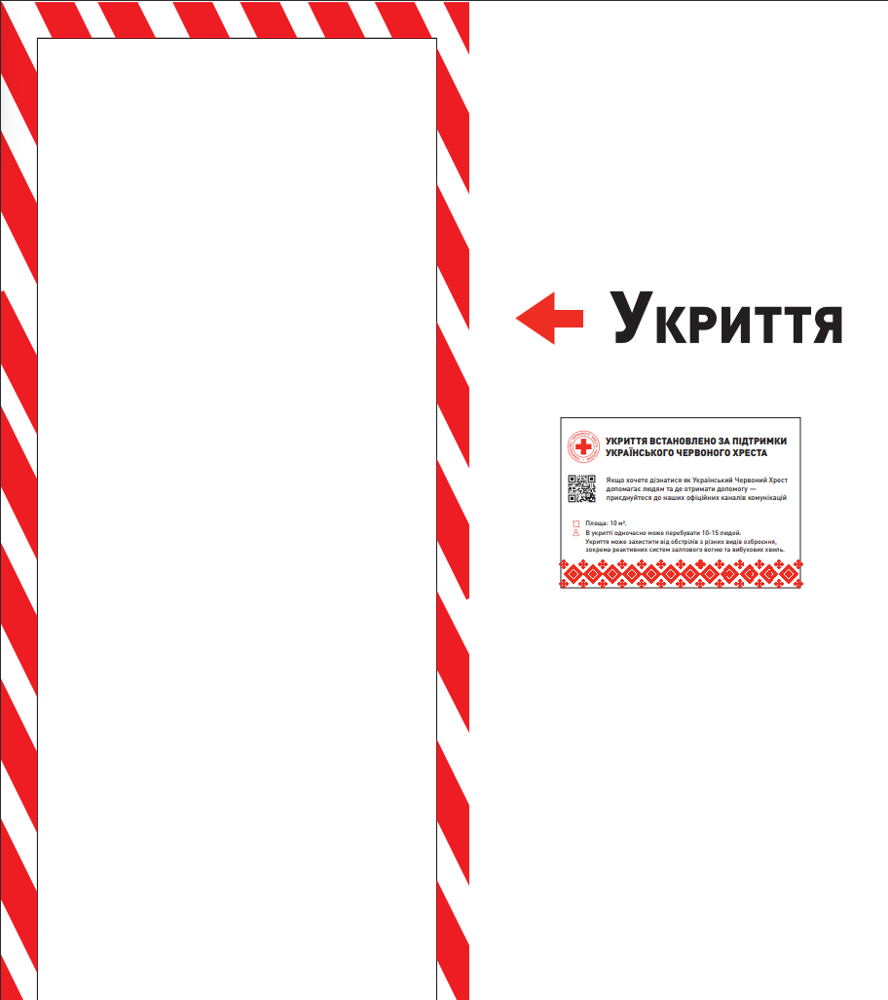 Укриття
УКРИТТЯ ВСТАНОВЛЕНО ЗА ПІДТРИМКИ
УКРАЇНСЬКОГО ЧЕРВОНОГО ХРЕСТА
Якщо хочете дізнатися як Український Червоний Хрест
допомагає людям та де отримати допомогу —
приєднуйтеся до наших офіційних каналів комунікацій
Площа: 10 м².
В укритті одночасно може перебувати 10-15 людей.
Укриття може захистити від обстрілів з різних видів озброєння,
зокрема реактивних систем залпового вогню та вибухових хвиль.